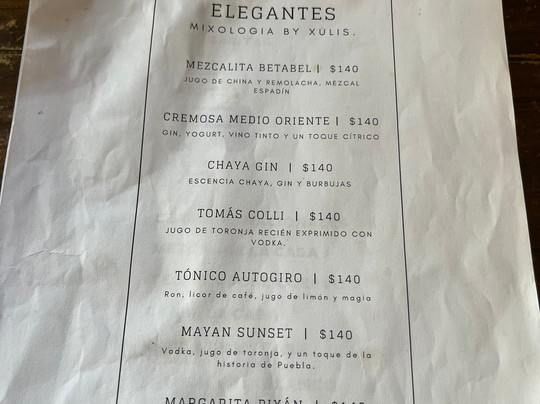 ELEGANTES
MIXOLOGIA BY XULIS.
MEZCALITA BETABEL | $140
JUGO DE CHINA Y REMOLACHA, MEZCAL
ESPADÍN
CREMOSA MEDIO ORIENTE | $140
GIN, YOGURT, VINO TINTO Y UN TOQUE CÍTRICO
CHAYA GIN | $140
ESCENCIA CHAYA, GIN Y BURBUJAS
TOMÁS COLLI | $140
JUGO DE TORONJA RECIÉN EXPRIMIDO CON
VODKA.
TÓNICO AUTOGIRO | $140
Ron, licor de café, jugo de limón y magia
MAYAN SUNSET | $140
Vodka, jugo de toronja, y un toque de la
historia de Puebla.
MARGARITA PIXÁN | $140